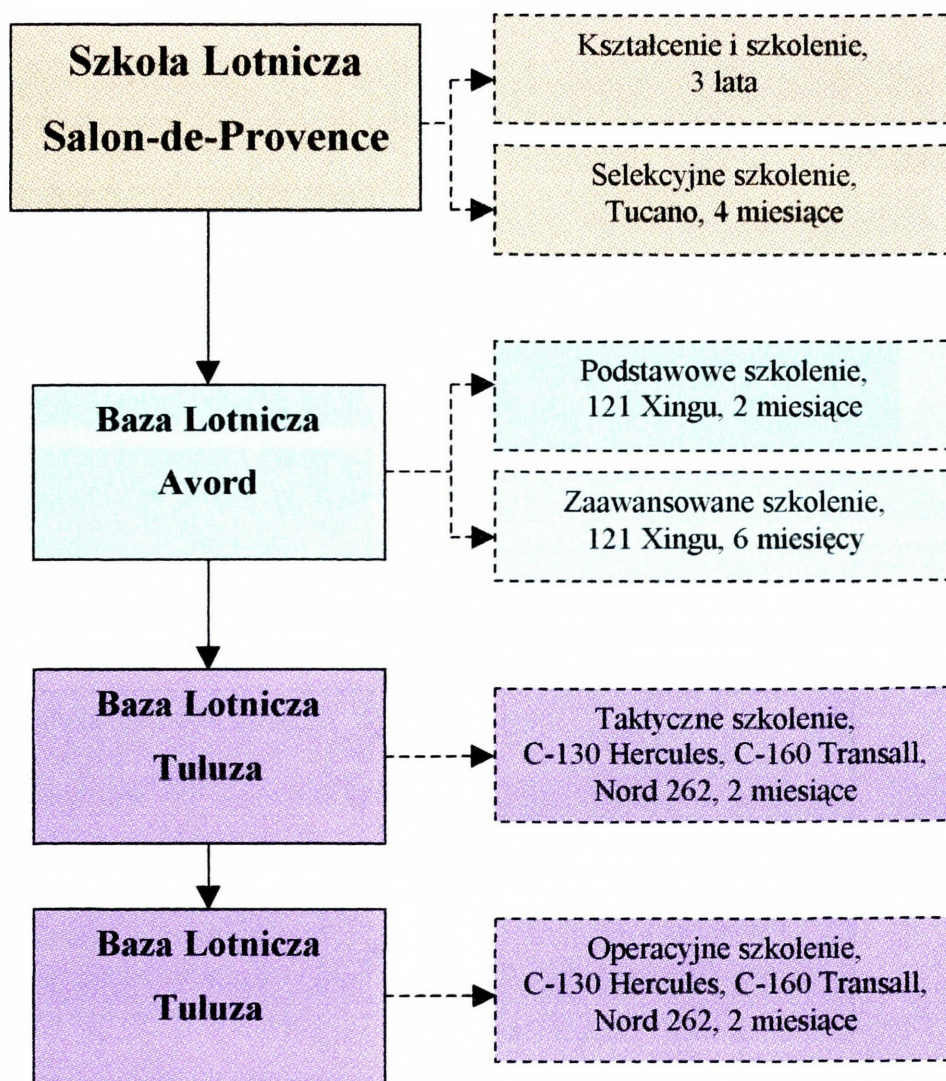 Szkoła Lotnicza
Salon-de-Provence
Kształcenie i szkolenie,
3 lata
Selekcyjne szkolenie,
Tucano, 4 miesiące
Baza Lotnicza
Avord
Podstawowe szkolenie,
121 Xingu, 2 miesiące
Zaawansowane szkolenie,
121 Xingu, 6 miesięcy
Baza Lotnicza
Tuluza
Taktyczne szkolenie,
C-130 Hercules, C-160 Transall,
Nord 262, 2 miesiące
Baza Lotnicza
Tuluza
Operacyjne szkolenie,
C-130 Hercules, C-160 Transall,
Nord 262, 2 miesiące